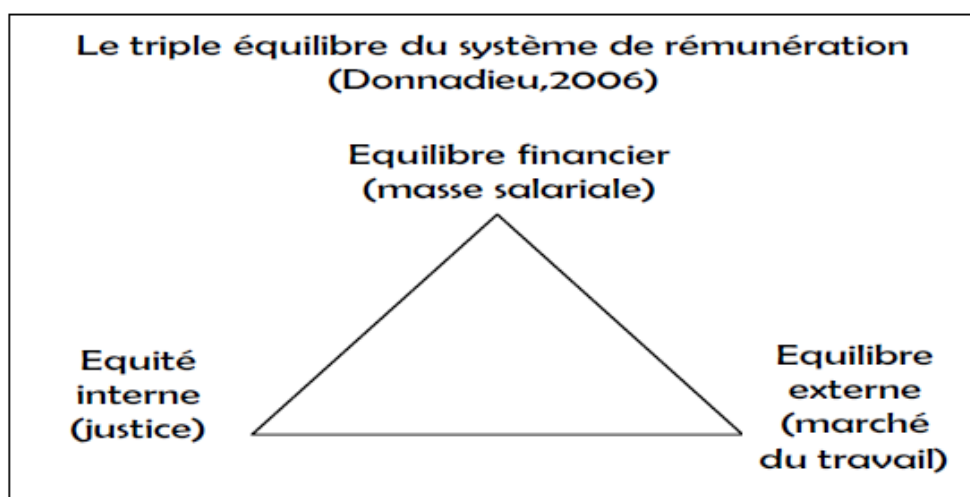 Le triple équilibre du système de rémunération
(Donnadieu,2006)
Equilibre financier
(masse salariale)
Equité
interne
(justice)
Equilibre
externe
(marché
du travail)